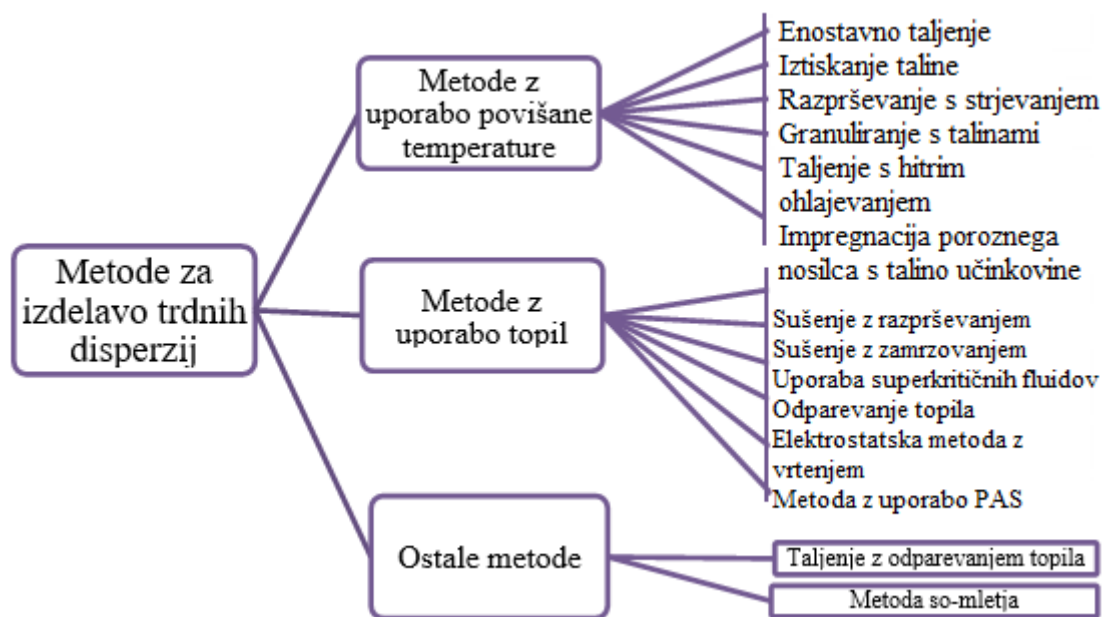 Metode za
izdelavo trdnih
disperzij
Metode z
uporabo povišane
temperature
Enostavno taljenje
Iztiskanje taline
Razprševanje s strjevanjem
Granuliranje s talinami
Taljenje s hitrim
ohlajevanjem
Impregnacija poroznega
nosilca s talino učinkovine
Metode z
uporabo topil
Sušenje z razprševanjem
Sušenje z zamrzovanjem
Uporaba superkritičnih fluidov
Odparevanje topila
Elektrostatska metoda z
vrtenjem
Metoda z uporabo PAS
Ostale metode
Taljenje z odparevanjem topila
Metoda so-mletja